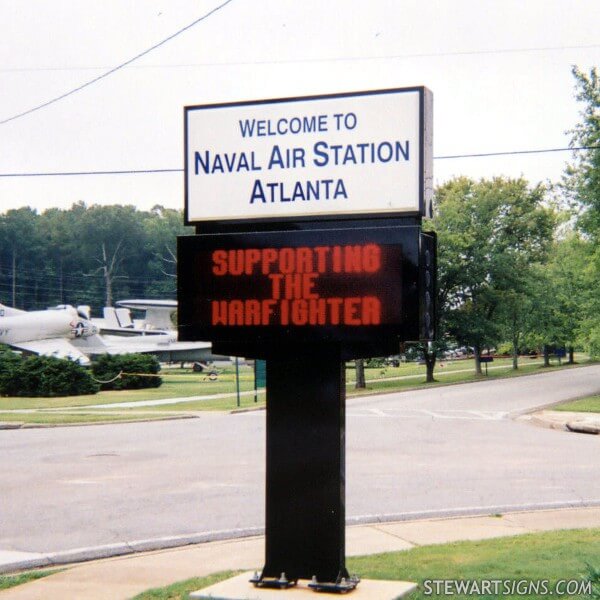 WELCOME TO
NAVAL AIR STATION
ATLANTA
SUPPORTING
THE
WARFIGHTER
STEWARTSIGNS.COM